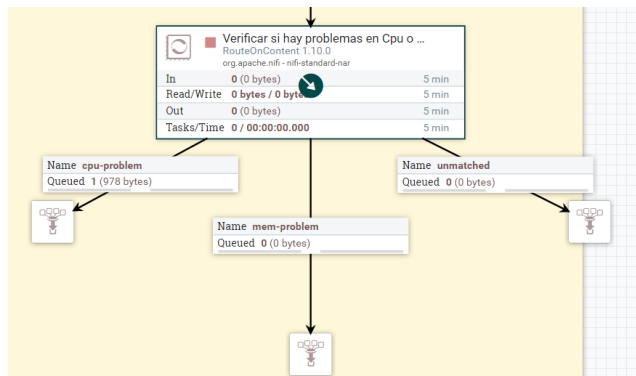 Verificar si hay problemas en Cpu o ...
RouteOnContent 1.10.0
org.apache.nifi - nifi-standard-nar
In 0 (0 bytes) 5 min
Read/Write 0 bytes / 0 bytes 5 min
Out 0 (0 bytes) 5 min
Tasks/Time 0 / 00:00:00.000 5 min
Name cpu-problem
Queued 1 (978 bytes)
Name unmatched
Queued 0 (0 bytes)
Name mem-problem
Queued 0 (0 bytes)